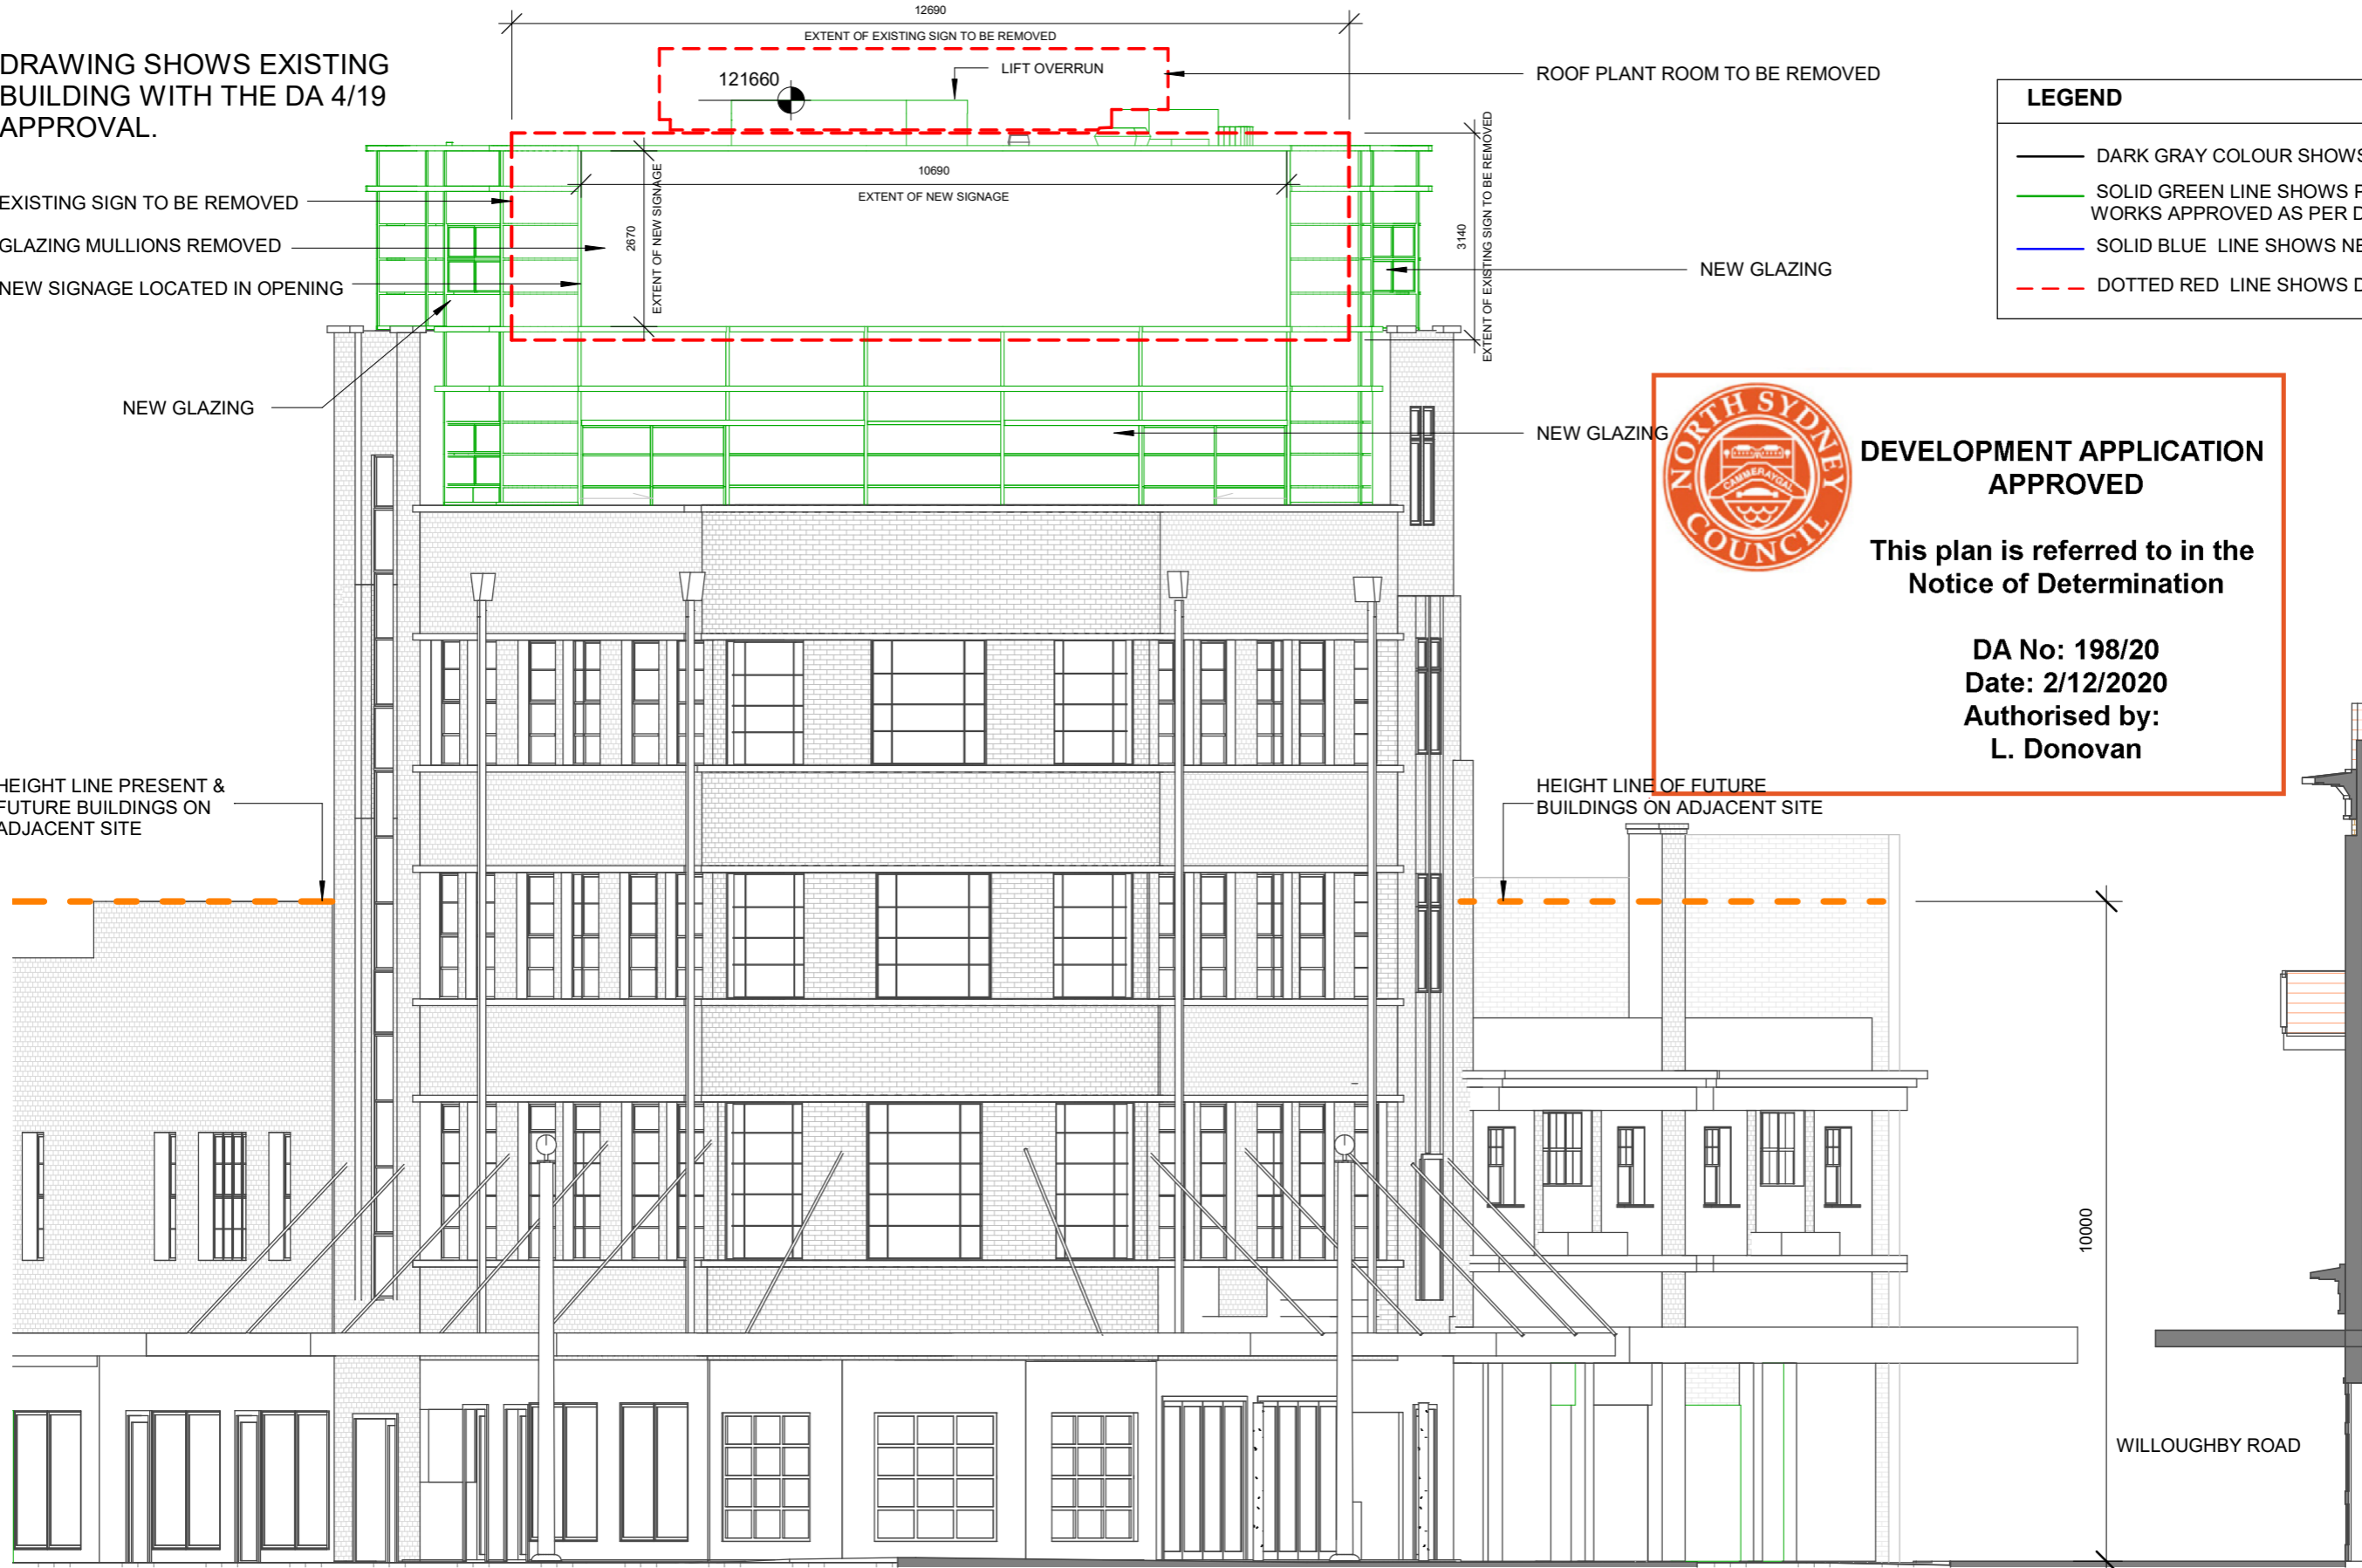 12690
EXTENT OF EXISTING SIGN TO BE REMOVED
DRAWING SHOWS EXISTING
BUILDING WITH THE DA 4/19
APPROVAL.
121660
LIFT OVERRUN
ROOF PLANT ROOM TO BE REMOVED
LEGEND
DARK GRAY COLOUR SHOWS
SOLID GREEN LINE SHOWS
WORKS APPROVED AS PER
SOLID BLUE LINE SHOWS
DOTTED RED LINE SHOWS
EXISTING SIGN TO BE REMOVED
GLAZING MULLIONS REMOVED
NEW SIGNAGE LOCATED IN OPENING
10690
EXTENT OF NEW SIGNAGE
2670
EXTENT OF NEW SIGNAGE
3140
EXTENT OF EXISTING SIGN TO BE REMOVED
NEW GLAZING
NEW GLAZING
NEW GLAZING
NORTH SYDNEY
CAMMERAYGAL
COUNCIL
DEVELOPMENT APPLICATION
APPROVED
This plan is referred to in the
Notice of Determination
DA No: 198/20
Date: 2/12/2020
Authorised by:
L. Donovan
HEIGHT LINE PRESENT &
FUTURE BUILDINGS ON
ADJACENT SITE
HEIGHT LINE OF FUTURE
BUILDINGS ON ADJACENT SITE
10000
WILLOUGHBY ROAD